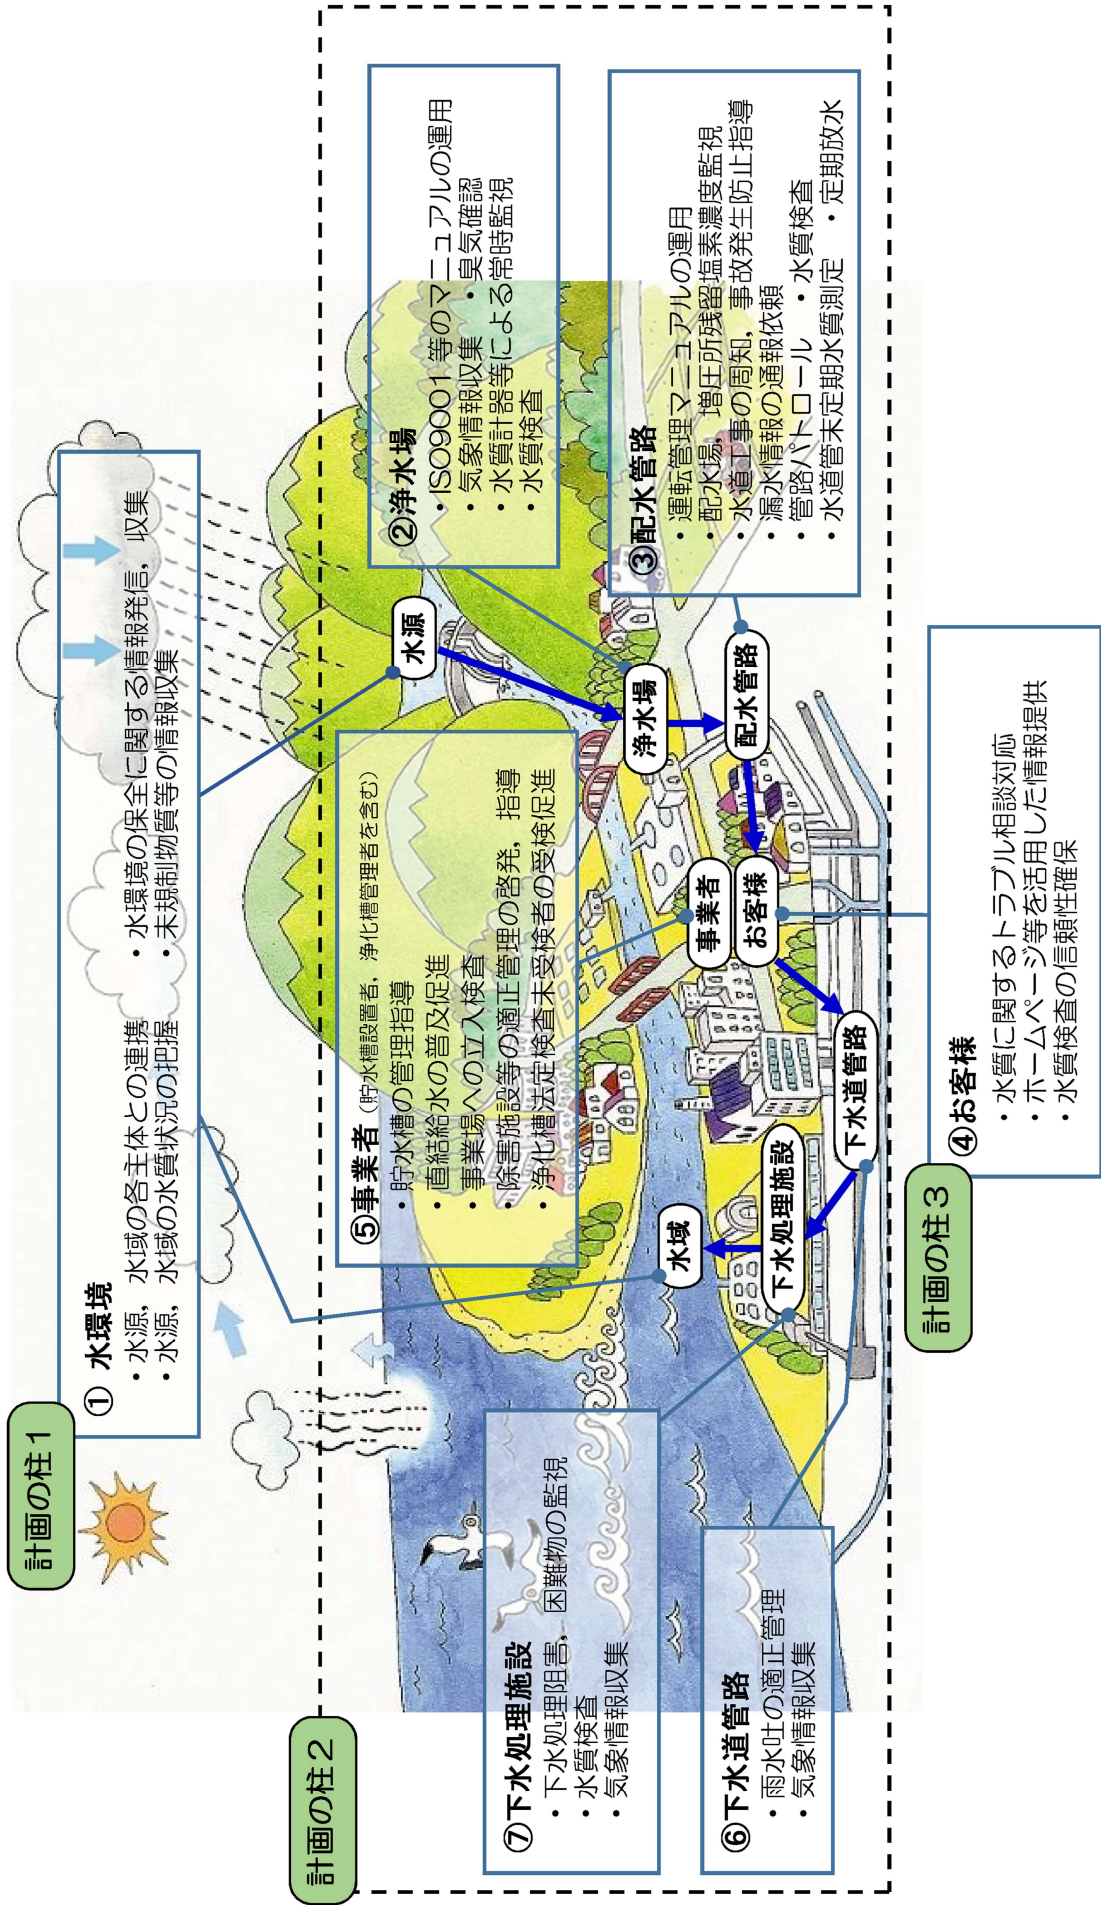 計画の柱1
① 水環境
・水源，水域の各主体との連携　・水環境の保全に関する情報発信，収集
・水源，水域の水質状況の把握　・未規制物質等の情報収集
計画の柱2
⑤事業者（貯水槽設置者，浄化槽管理者を含む）
・貯水槽の管理指導
・直結給水の普及促進
・事業場への立入検査
・除害施設等の適正管理の啓発，指導
・浄化槽法定検査未受検者の受検促進
②浄水場
・ISO9001等のマニュアルの運用
・気象情報収集　・臭気確認
・水質計器等による常時監視
・水質検査
⑦下水処理施設
・下水処理阻害，困難物の監視
・水質検査
・気象情報収集
③配水管路
・運転管理マニュアルの運用
・配水場，増圧所残留塩素濃度監視
・水道工事の周知，事故発生防止指導
・漏水情報の通報依頼
・管路パトロール　・水質検査
・水道管末定期水質測定　・定期放水
⑥下水道管路
・雨水吐の適正管理
・気象情報収集
水源
浄水場
配水管路
事業者
お客様
下水道管路
下水処理施設
水域
計画の柱3
④お客様
・水質に関するトラブル相談対応
・ホームページ等を活用した情報提供
・水質検査の信頼性確保